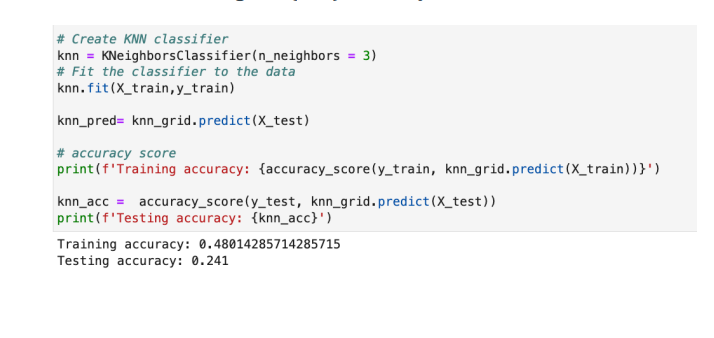 # Create KNN classifier
knn = KNeighborsClassifier(n_neighbors = 3)
# Fit the classifier to the data
knn.fit(X_train,y_train)
knn_pred= knn_grid.predict(X_test)
# accuracy score
print(f'Training accuracy: {accuracy_score(y_train, knn_grid.predict(X_train))}')
knn_acc =  accuracy_score(y_test, knn_grid.predict(X_test))
print(f'Testing accuracy: {knn_acc}')
Training accuracy: 0.48014285714285715
Testing accuracy: 0.241